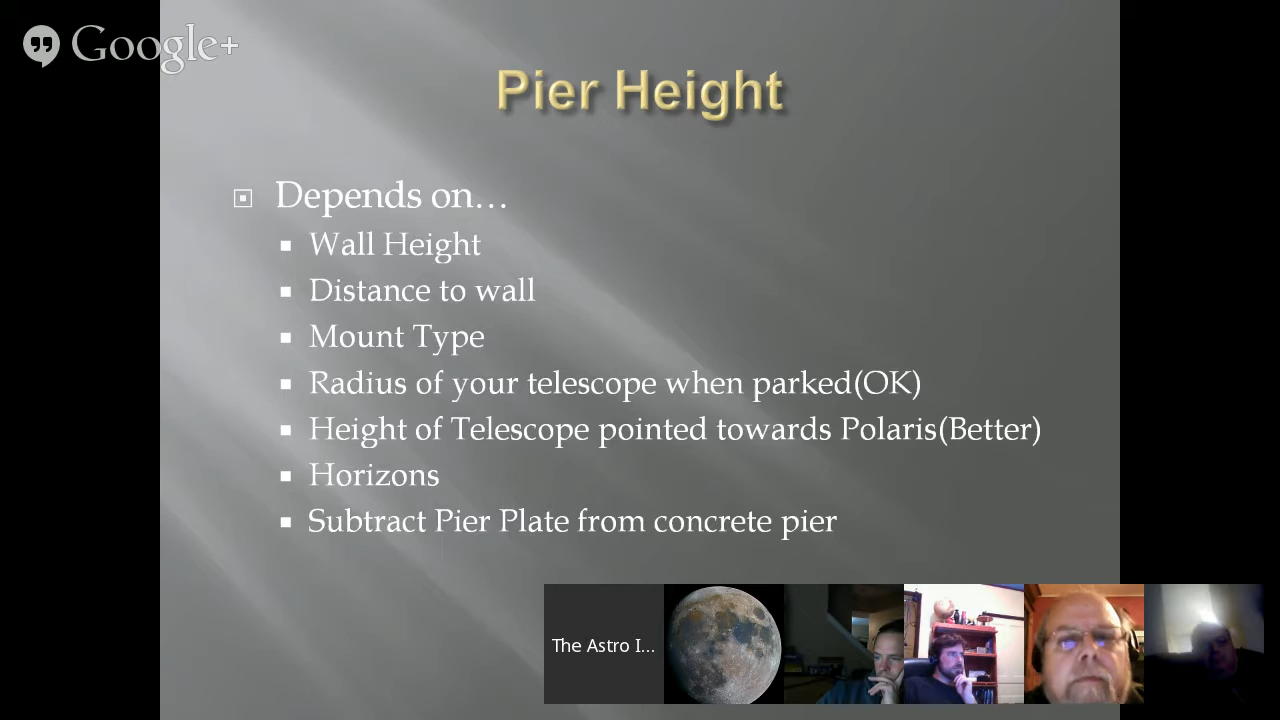 Google+
Pier Height
Depends on…
Wall Height
Distance to wall
Mount Type
Radius of your telescope when parked(OK)
Height of Telescope pointed towards Polaris(Better)
Horizons
Subtract Pier Plate from concrete pier
The Astro I...